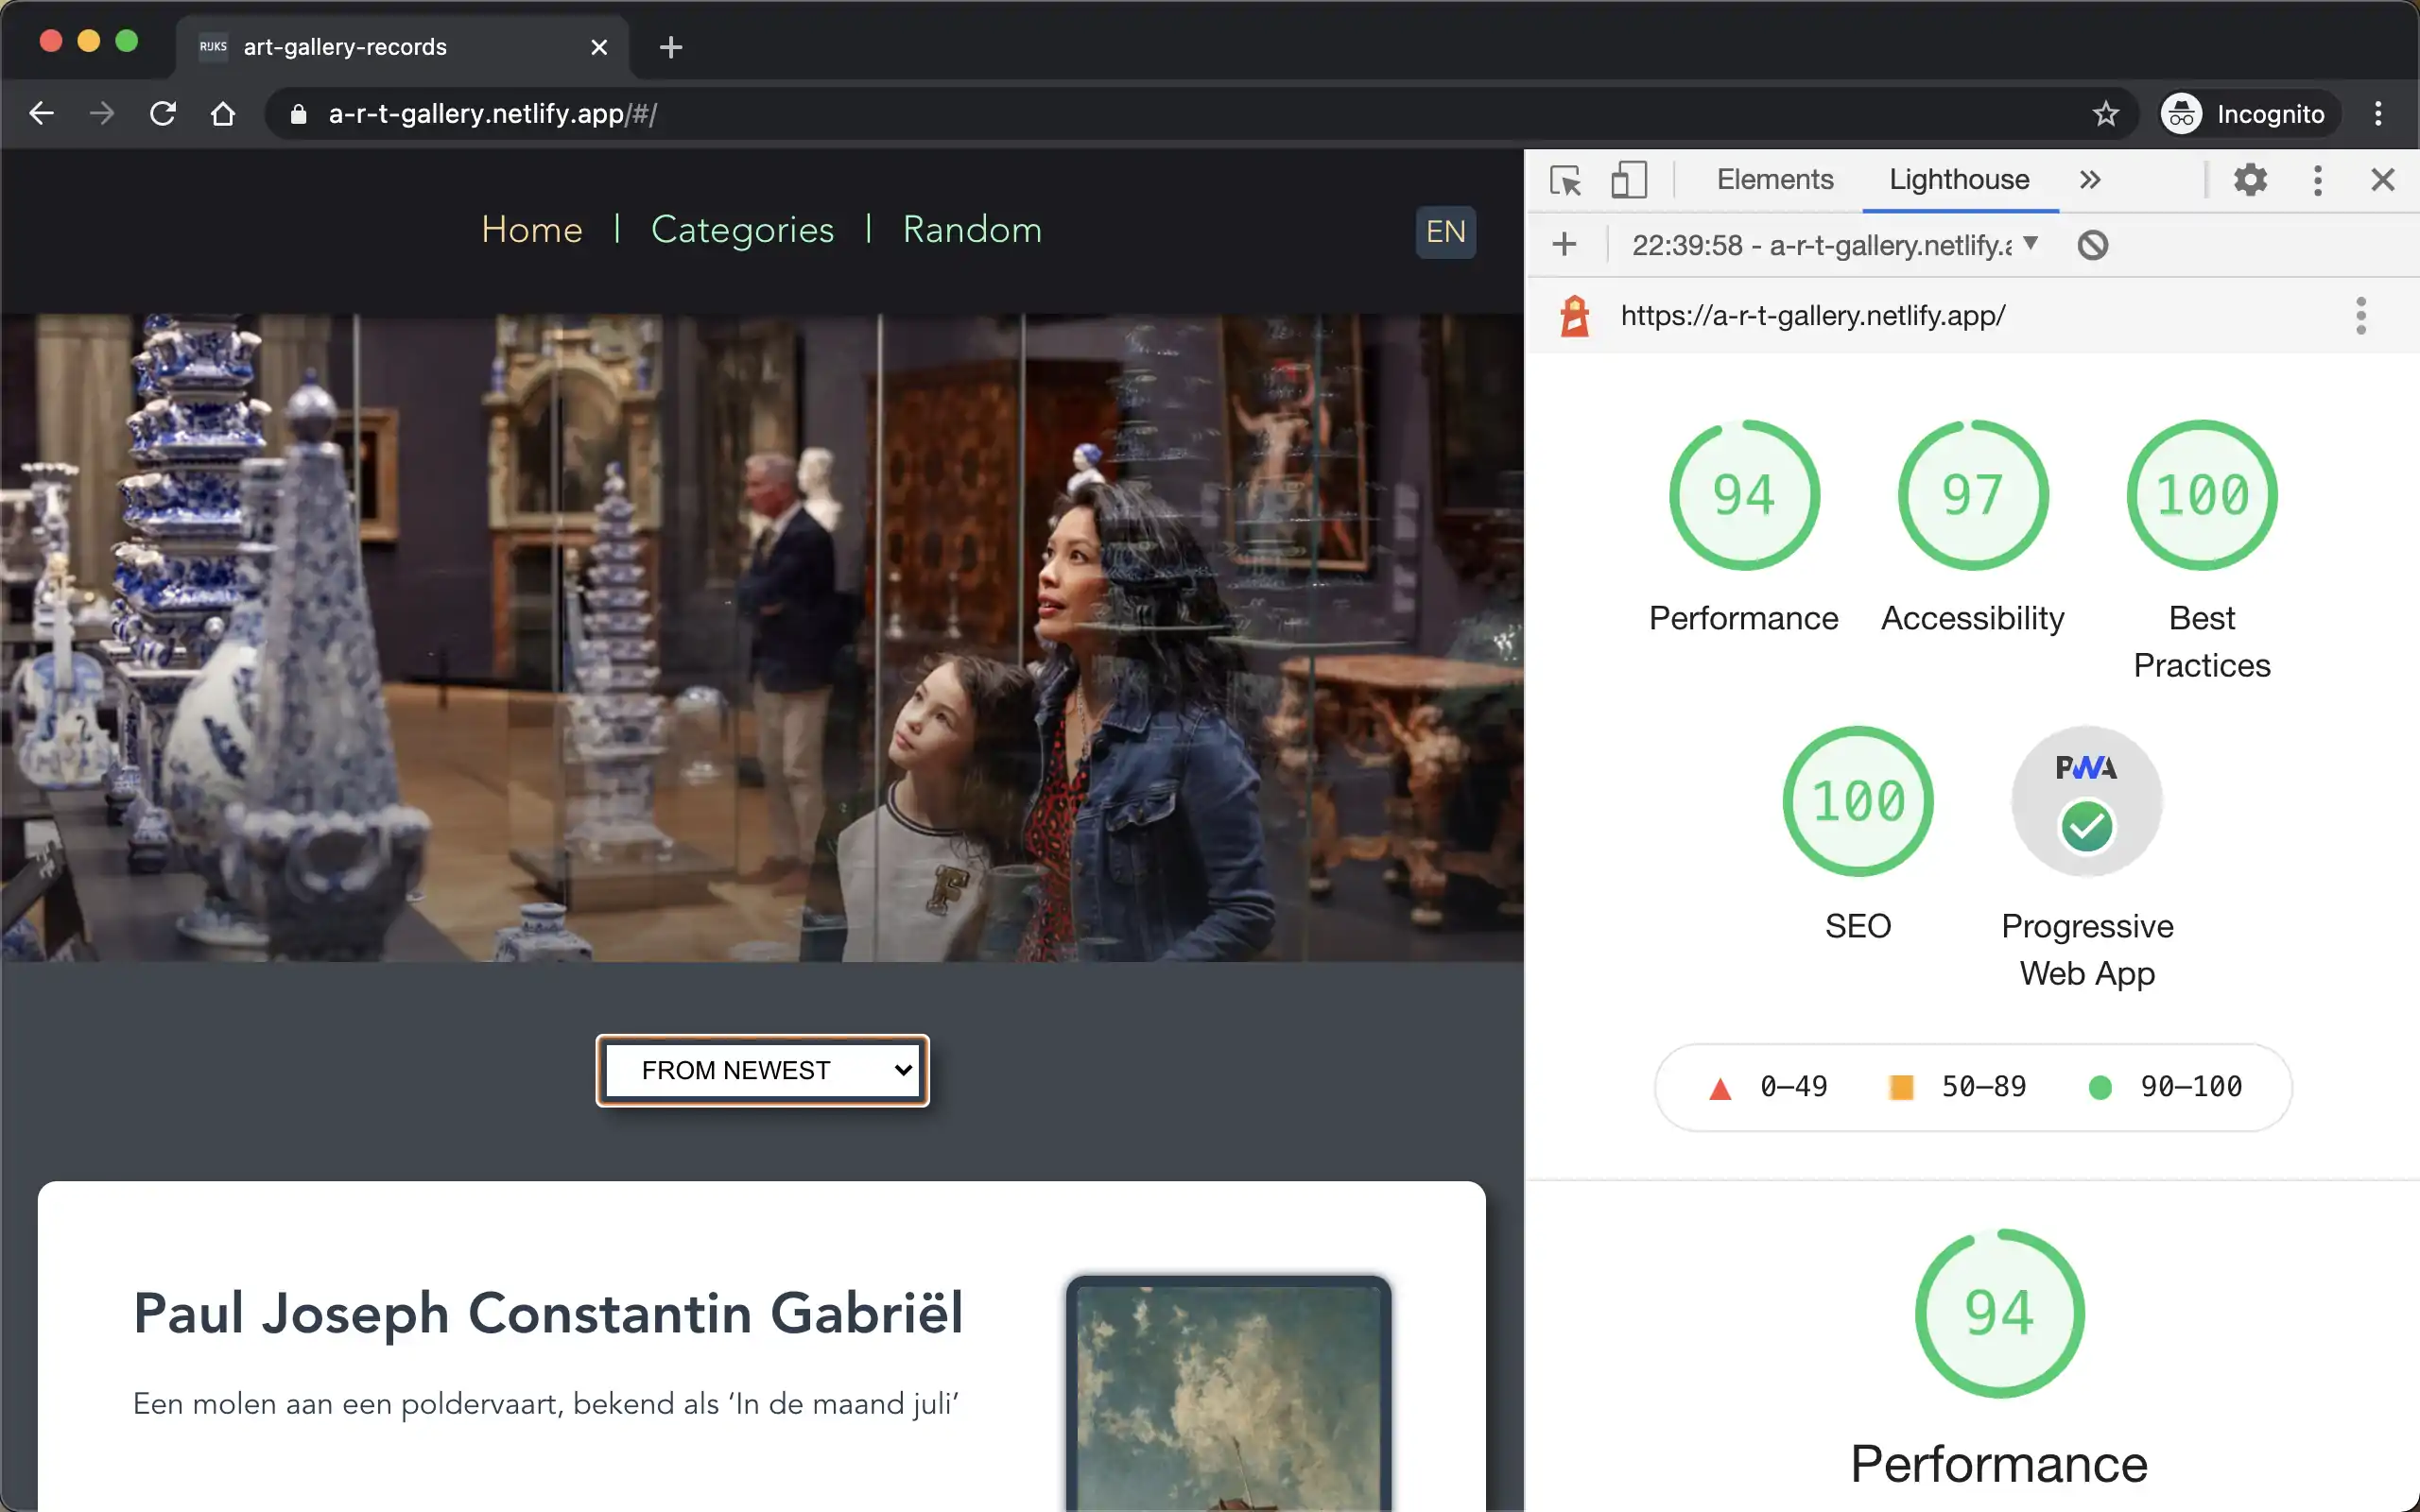 RIJKS art-gallery-records
a-r-t-gallery.netlify.app/#/
Incognito
Home | Categories | Random
EN
F
FROM NEWEST
Paul Joseph Constantin Gabriël
Een molen aan een poldervaart, bekend als ‘In de maand juli’
Elements Lighthouse
22:39:58 - a-r-t-gallery.netlify.a
https://a-r-t-gallery.netlify.app/
94 97 100
Performance Accessibility Best
Practices
100 PWA
SEO Progressive
Web App
0–49 50–89 90–100
94
Performance